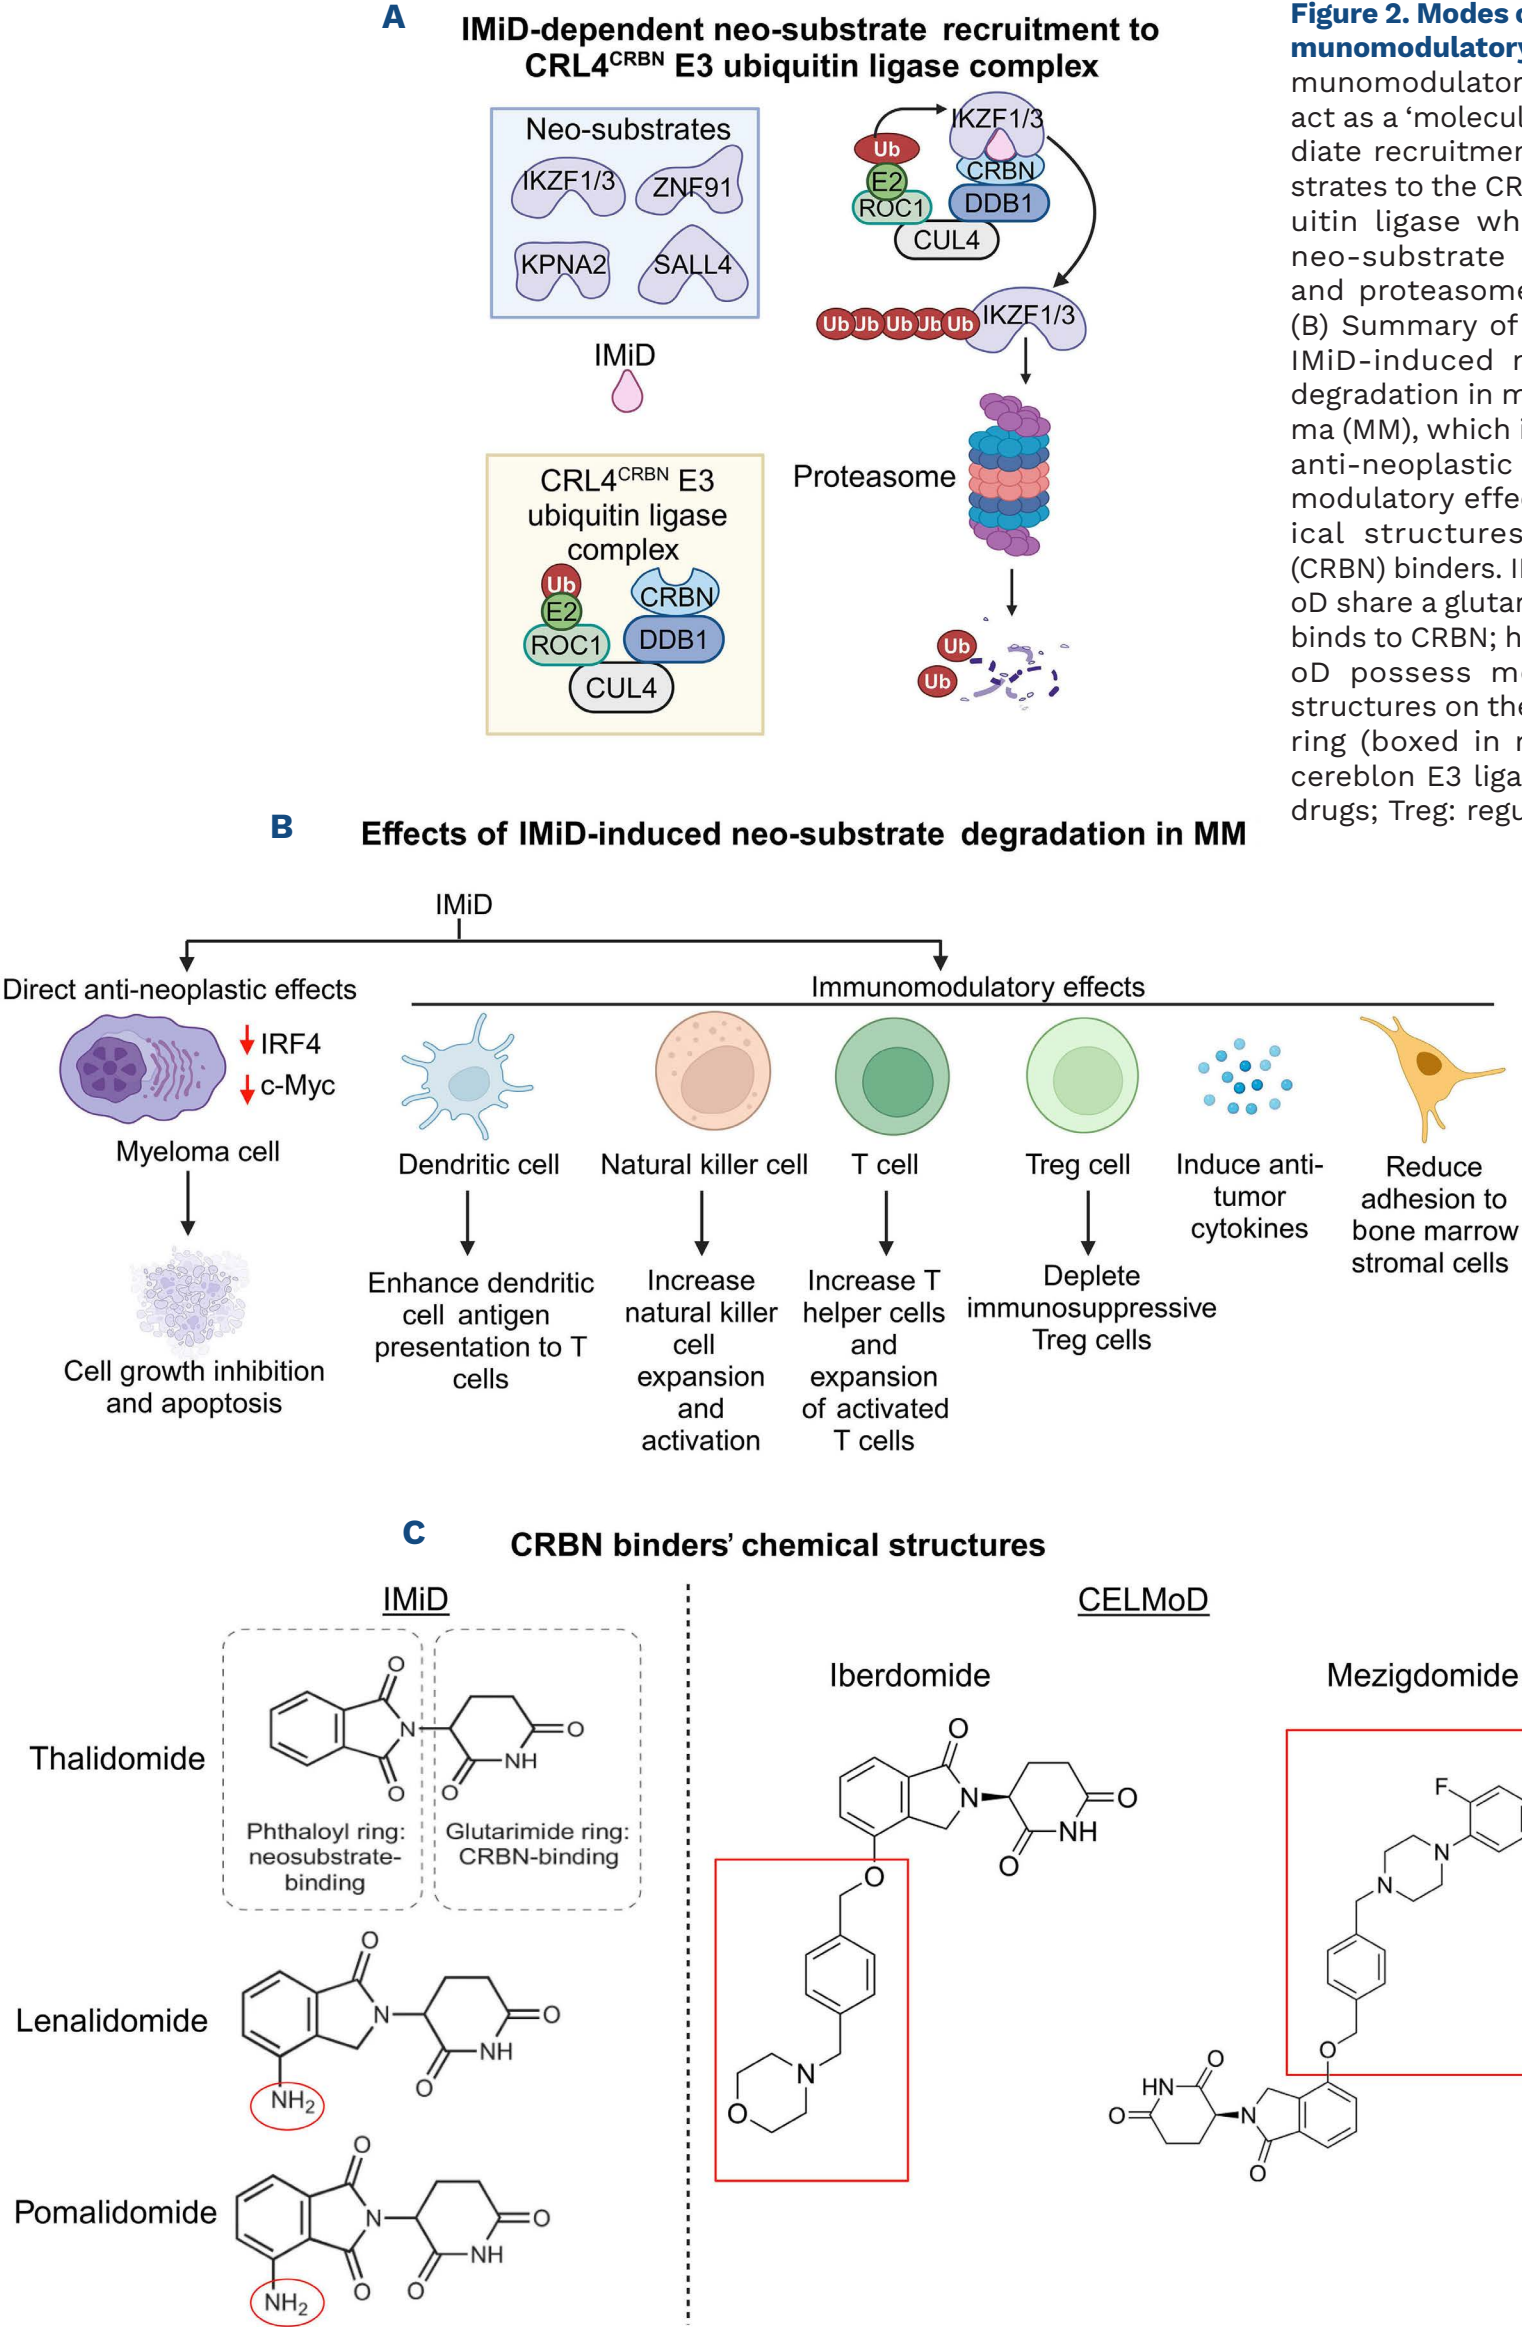 A
IMiD-dependent neo-substrate recruitment to
CRL4CRBN E3 ubiquitin ligase complex
Neo-substrates
IKZF1/3
ZNF91
KPNA2
SALL4
IMiD
CRL4CRBN E3
ubiquitin ligase
complex
Ub
E2
ROC1
CRBN
DDB1
CUL4
IKZF1/3
Ub
E2
ROC1
CRBN
DDB1
CUL4
Ub Ub Ub Ub Ub
IKZF1/3
Proteasome
Ub
Ub
Figure 2. Modes
munomodulatory
munomodulator
act as a ‘molecul
diate recruitmen
strates to the CR
uitin ligase wh
neo-substrate
and proteasome
(B) Summary of
IMiD-induced
degradation in m
ma (MM), which i
anti-neoplastic
modulatory effe
ical structures
(CRBN) binders. I
oD share a glutar
binds to CRBN; h
oD possess m
structures on the
ring (boxed in
cereblon E3 liga
drugs; Treg: regu
B
Effects of IMiD-induced neo-substrate degradation in MM
IMiD
Direct anti-neoplastic effects
Immunomodulatory effects
IRF4
c-Myc
Myeloma cell
Cell growth inhibition
and apoptosis
Dendritic cell
Enhance dendritic
cell antigen
presentation to T
cells
Natural killer cell
Increase
natural killer
cell
expansion
and
activation
T cell
Increase T
helper cells
and
expansion
of activated
T cells
Treg cell
Deplete
immunosuppressive
Treg cells
Induce anti-
tumor
cytokines
Reduce
adhesion to
bone marrow
stromal cells
C
CRBN binders’ chemical structures
IMiD
CELMoD
Thalidomide
O
N
O
O
NH
O
Phthaloyl ring:
neosubstrate-
binding
Glutarimide ring:
CRBN-binding
Lenalidomide
O
N
O
NH
O
NH2
Pomalidomide
O
N
O
NH
O
O
NH2
Iberdomide
O
N
O
NH
O
O
N
O
Mezigdomide
F
N
N
O
O
HN
O
N
O